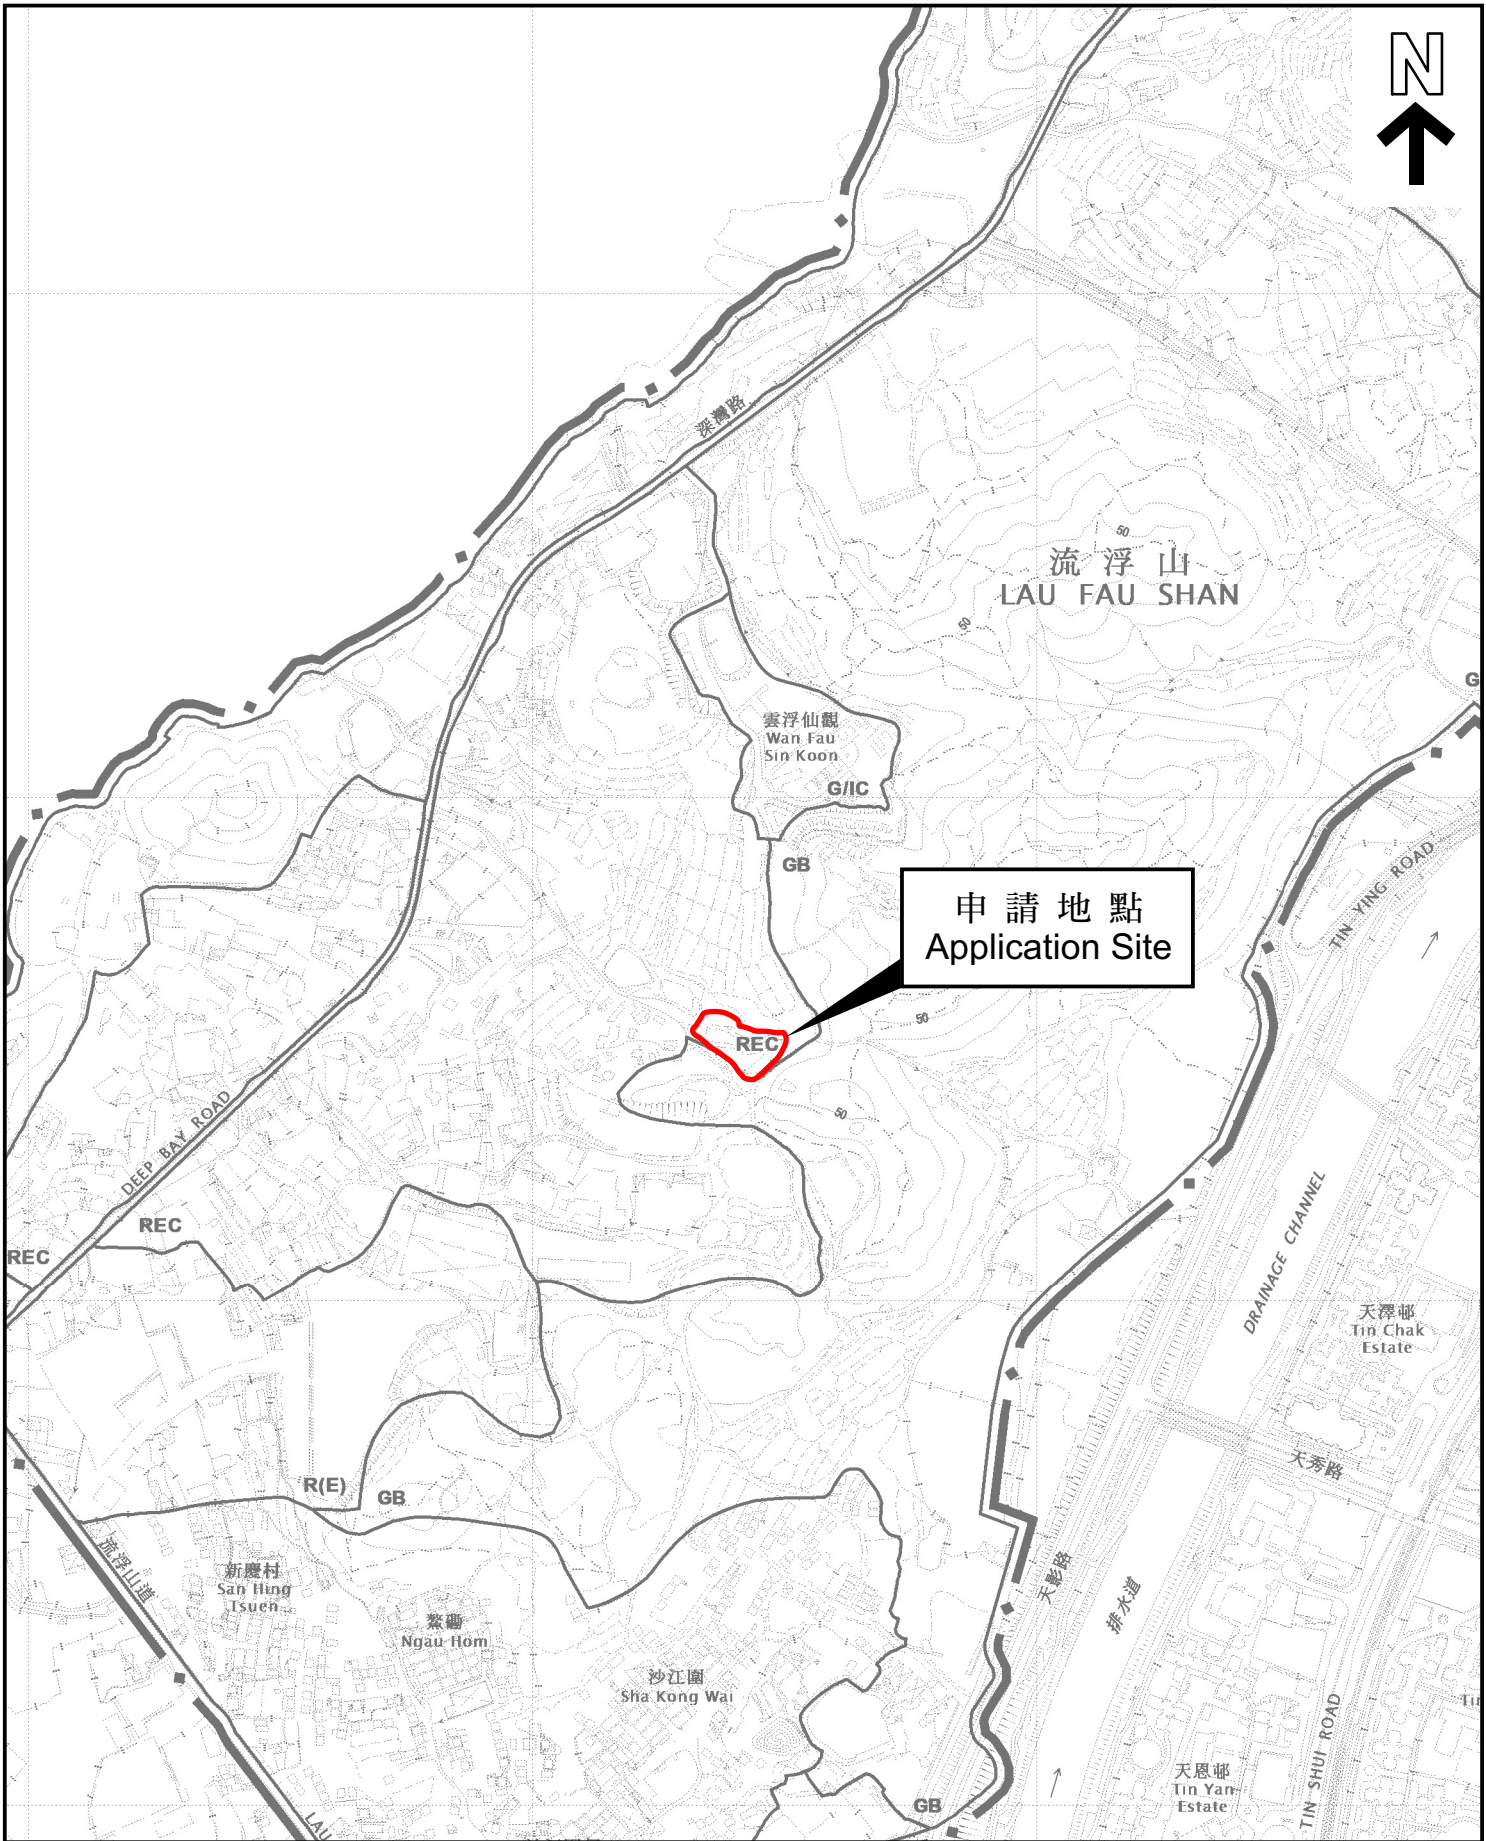 N
深灣路
50
流浮山
LAU FAU SHAN
50
G
雲浮仙觀
Wan Fau
Sin Koon
G/IC
GB
申請地點
Application Site
TIN YING ROAD
50
REC
50
DEEP BAY ROAD
REC
REC
DRAINAGE CHANNEL
天澤邨
Tin Chak
Estate
天秀路
R(E)
GB
流浮山道
新慶村
San Hing
Tsuen
天影路
排水道
鰲磡
Ngau Hom
沙江圍
Sha Kong Wai
Tin
TIN SHUI ROAD
天恩邨
Tin Yan
Estate
GB
LAU